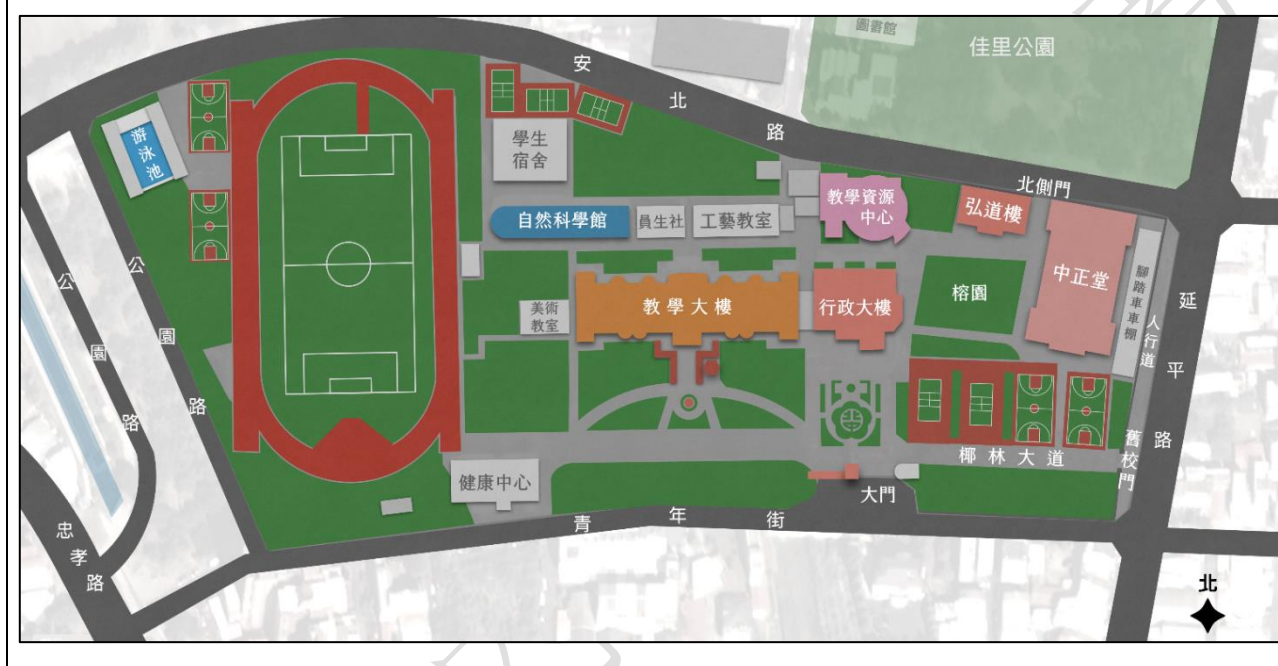 圖書館
佳里公園
安北路
北側門
游泳池
學生
宿舍
教學資源
中心
弘道樓
自然科學館
員生社
工藝教室
中正堂
腳踏車車棚
人行道
延平路
公園路
公園路
美術
教室
教學大樓
行政大樓
榕園
椰林大道
舊校門
健康中心
大門
青年街
忠孝路
北